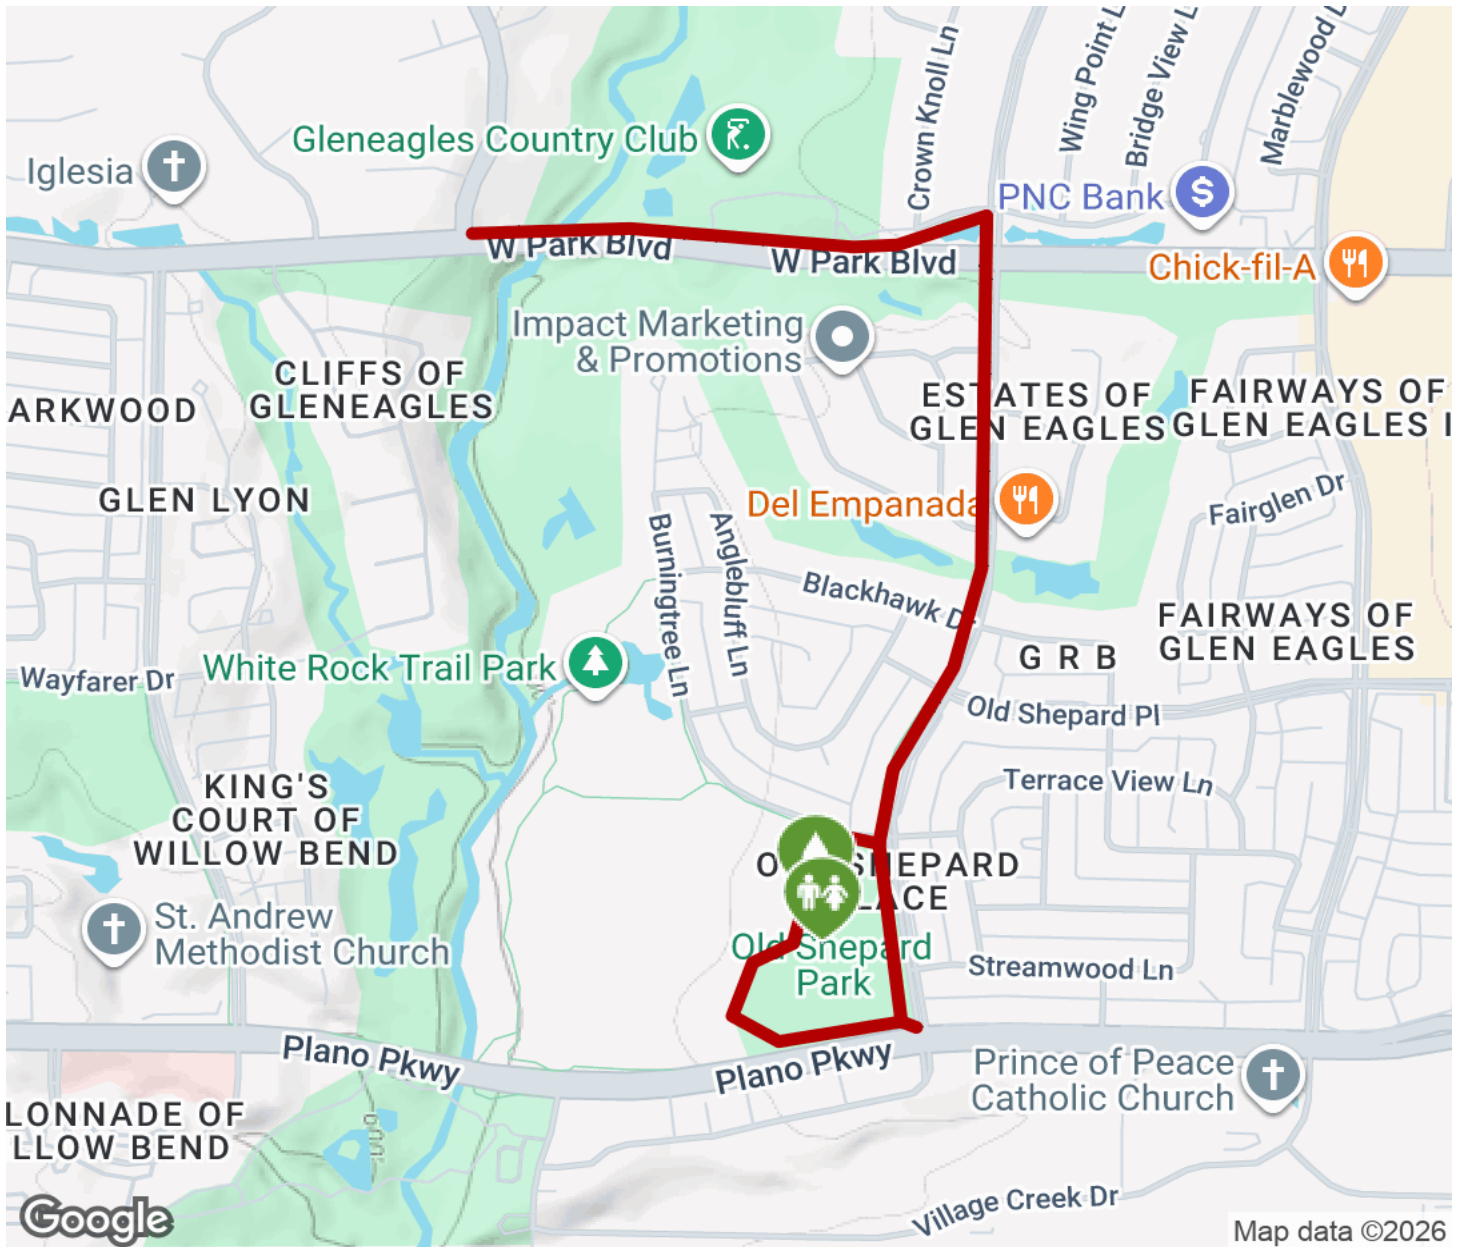 Crown Knoll Ln
Wing Point L
Bridge View L
Marblewood L
Gleneagles Country Club
Iglesia
PNC Bank
$
W Park Blvd
W Park Blvd
Chick-fil-A
Impact Marketing
& Promotions
CLIFFS OF
GLENEAGLES
ARKWOOD
ESTATES OF
GLEN EAGLES
FAIRWAYS OF
GLEN EAGLES I
GLEN LYON
Del Empanada
Fairglen Dr
Burningtree Ln
Anglebluff Ln
Blackhawk Dr
FAIRWAYS OF
GLEN EAGLES
G R B
White Rock Trail Park
Wayfarer Dr
Old Shepard Pl
Terrace View Ln
KING'S
COURT OF
WILLOW BEND
SHEPARD
LACE
St. Andrew
Methodist Church
Old Shepard
Park
Streamwood Ln
Plano Pkwy
Plano Pkwy
Prince of Peace
Catholic Church
LONNADE OF
LLOW BEND
Village Creek Dr
Google
Map data ©2026